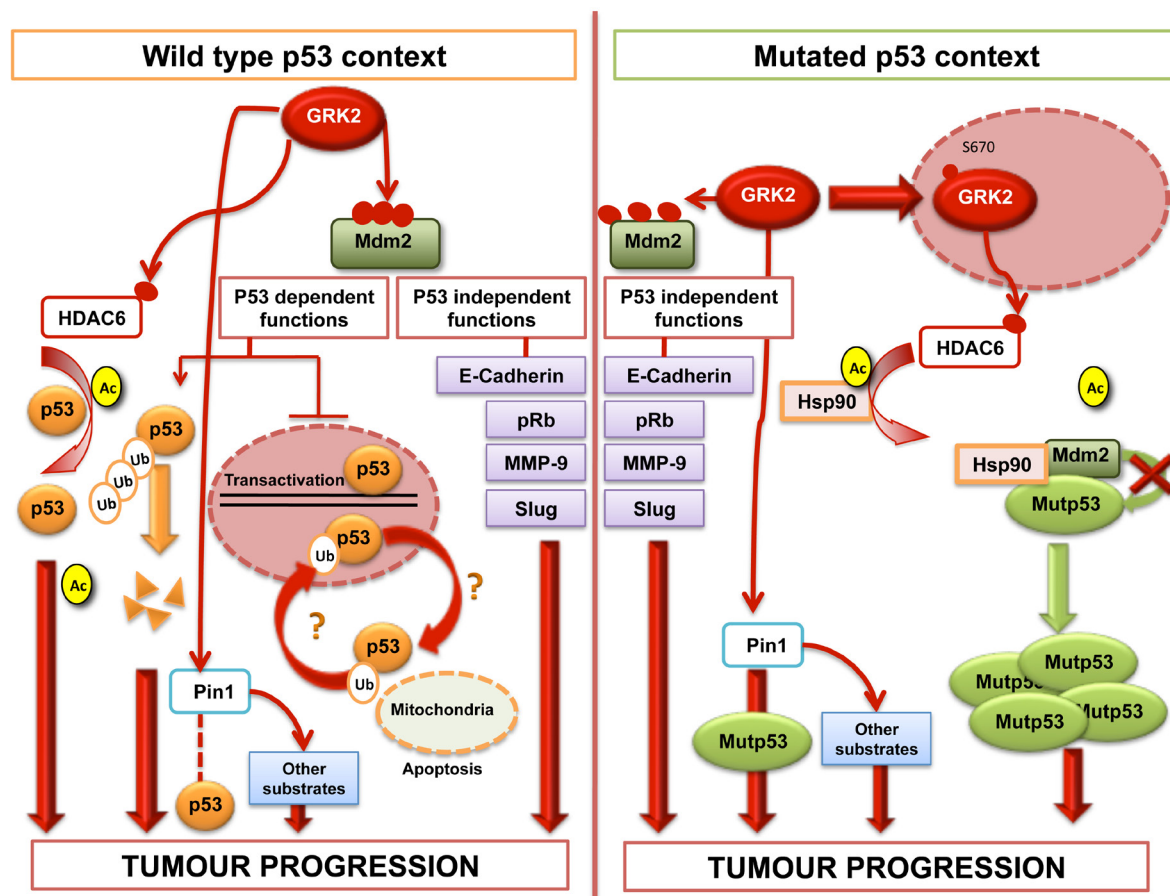 Wild type p53 context
GRK2
Mdm2
HDAC6
P53 dependent
functions
P53 independent
functions
E-Cadherin
pRb
MMP-9
Slug
Ac
p53
p53
Ub
Ub
Ub
p53
Ac
Transactivation
p53
p53
Ub
?
?
p53
Ub
Mitochondria
Apoptosis
Pin1
Other
substrates
p53
TUMOUR PROGRESSION
Mutated p53 context
S670
GRK2
GRK2
Mdm2
P53 independent
functions
E-Cadherin
pRb
MMP-9
Slug
HDAC6
Ac
Hsp90
Ac
Hsp90
Mdm2
Mutp53
Pin1
Mutp53
Other
substrates
Mutp53
Mutp53
Mutp53
Mutp53
TUMOUR PROGRESSION